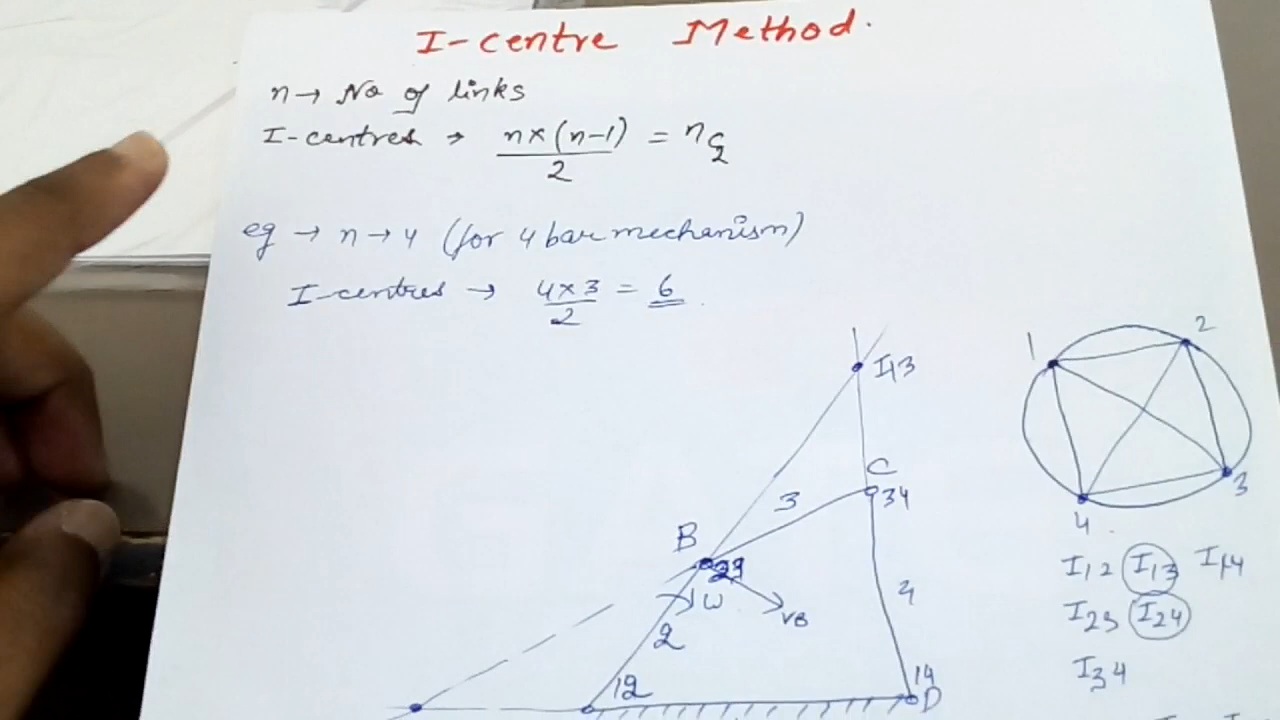 I-centre Method.
n → No of links
I-centres → n×(n-1)/2 = nC2
eg → n → 4 (for 4 bar mechanism)
I-centres → 4×3/2 = 6
I13
C
34
3
B
23
ω
VB
2
4
12
14
D
1
2
3
4
I12 I13 I14
I23 I24
I34